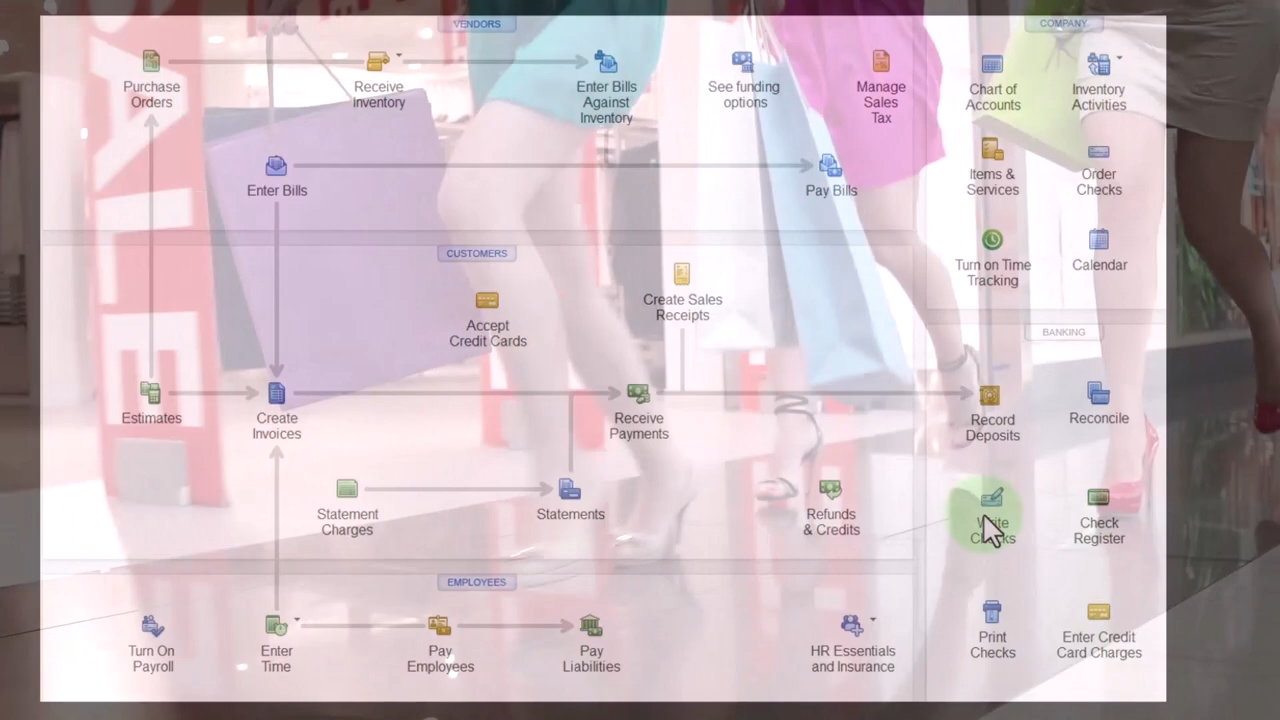 VENDORS
COMPANY
Purchase
Orders
Receive
Inventory
Enter Bills
Against
Inventory
See funding
options
Manage
Sales
Tax
Chart of
Accounts
Inventory
Activities
Enter Bills
Pay Bills
Items &
Services
Order
Checks
CUSTOMERS
Turn on Time
Tracking
Calendar
Create Sales
Receipts
Accept
Credit Cards
BANKING
Estimates
Create
Invoices
Receive
Payments
Record
Deposits
Reconcile
Statement
Charges
Statements
Refunds
& Credits
Write
Checks
Check
Register
EMPLOYEES
Turn On
Payroll
Enter
Time
Pay
Employees
Pay
Liabilities
HR Essentials
and Insurance
Print
Checks
Enter Credit
Card Charges
SALE